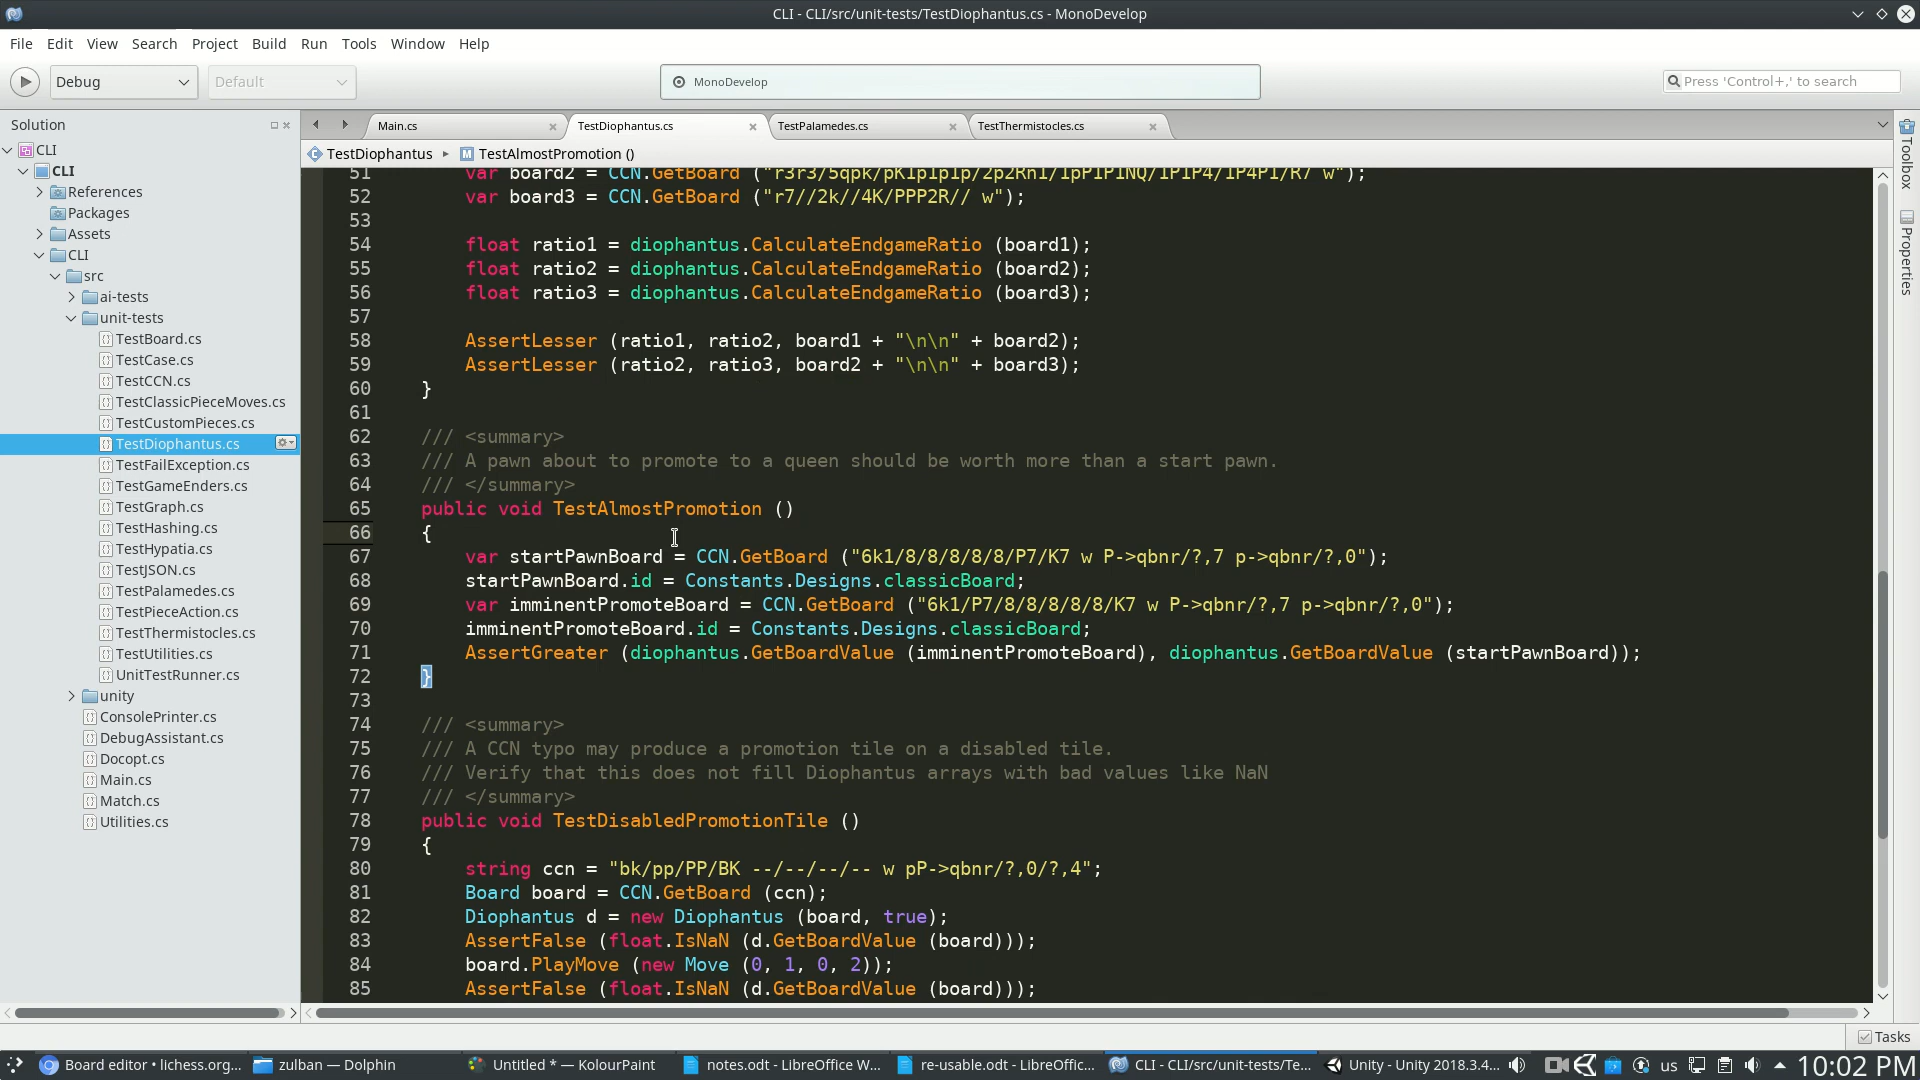 CLI - CLI/src/unit-tests/TestDiophantus.cs - MonoDevelop
File Edit View Search Project Build Run Tools Window Help
Debug Default MonoDevelop Press 'Control+,' to search
Solution
CLI
CLI
References
Packages
Assets
CLI
src
ai-tests
unit-tests
TestBoard.cs
TestCase.cs
TestCCN.cs
TestClassicPieceMoves.cs
TestCustomPieces.cs
TestDiophantus.cs
TestFailException.cs
TestGameEnders.cs
TestGraph.cs
TestHashing.cs
TestHypatia.cs
TestJSON.cs
TestPalamedes.cs
TestPieceAction.cs
TestThermistocles.cs
TestUtilities.cs
UnitTestRunner.cs
unity
ConsolePrinter.cs
DebugAssistant.cs
Docopt.cs
Main.cs
Match.cs
Utilities.cs
Main.cs TestDiophantus.cs TestPalamedes.cs TestThermistocles.cs
TestDiophantus TestAlmostPromotion ()
51 var board2 = CCN.GetBoard ("r3r3/5qpk/pK1p1p1p/2p2Rn1/1pP1P1NQ/1P1P4/1P4P1/R7 w");
52 var board3 = CCN.GetBoard ("r7//2k//4K/PPP2R// w");
53
54 float ratio1 = diophantus.CalculateEndgameRatio (board1);
55 float ratio2 = diophantus.CalculateEndgameRatio (board2);
56 float ratio3 = diophantus.CalculateEndgameRatio (board3);
57
58 AssertLesser (ratio1, ratio2, board1 + "\n\n" + board2);
59 AssertLesser (ratio2, ratio3, board2 + "\n\n" + board3);
60 }
61
62 /// <summary>
63 /// A pawn about to promote to a queen should be worth more than a start pawn.
64 /// </summary>
65 public void TestAlmostPromotion ()
66 {
67 var startPawnBoard = CCN.GetBoard ("6k1/8/8/8/8/8/P7/K7 w P->qbnr/?,7 p->qbnr/?,0");
68 startPawnBoard.id = Constants.Designs.classicBoard;
69 var imminentPromoteBoard = CCN.GetBoard ("6k1/P7/8/8/8/8/8/K7 w P->qbnr/?,7 p->qbnr/?,0");
70 imminentPromoteBoard.id = Constants.Designs.classicBoard;
71 AssertGreater (diophantus.GetBoardValue (imminentPromoteBoard), diophantus.GetBoardValue (startPawnBoard));
72 }
73
74 /// <summary>
75 /// A CCN typo may produce a promotion tile on a disabled tile.
76 /// Verify that this does not fill Diophantus arrays with bad values like NaN
77 /// </summary>
78 public void TestDisabledPromotionTile ()
79 {
80 string ccn = "bk/pp/PP/BK --/--/--/-- w pP->qbnr/?,0/?,4";
81 Board board = CCN.GetBoard (ccn);
82 Diophantus d = new Diophantus (board, true);
83 AssertFalse (float.IsNaN (d.GetBoardValue (board)));
84 board.PlayMove (new Move (0, 1, 0, 2));
85 AssertFalse (float.IsNaN (d.GetBoardValue (board)));
Toolbox
Properties
Tasks
Board editor • lichess.org... zulban — Dolphin Untitled * — KolourPaint notes.odt - LibreOffice W... re-usable.odt - LibreOffic... CLI - CLI/src/unit-tests/Te... Unity - Unity 2018.3.4... us 10:02 PM